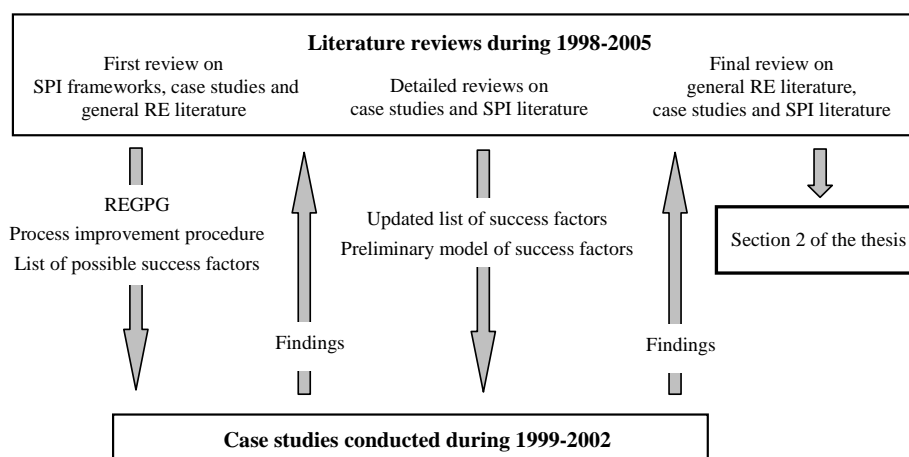 Literature reviews during 1998-2005
First review on
SPI frameworks, case studies and
general RE literature
Detailed reviews on
case studies and SPI literature
Final review on
general RE literature,
case studies and SPI literature
REGPG
Process improvement procedure
List of possible success factors
Findings
Updated list of success factors
Preliminary model of success factors
Findings
Section 2 of the thesis
Case studies conducted during 1999-2002